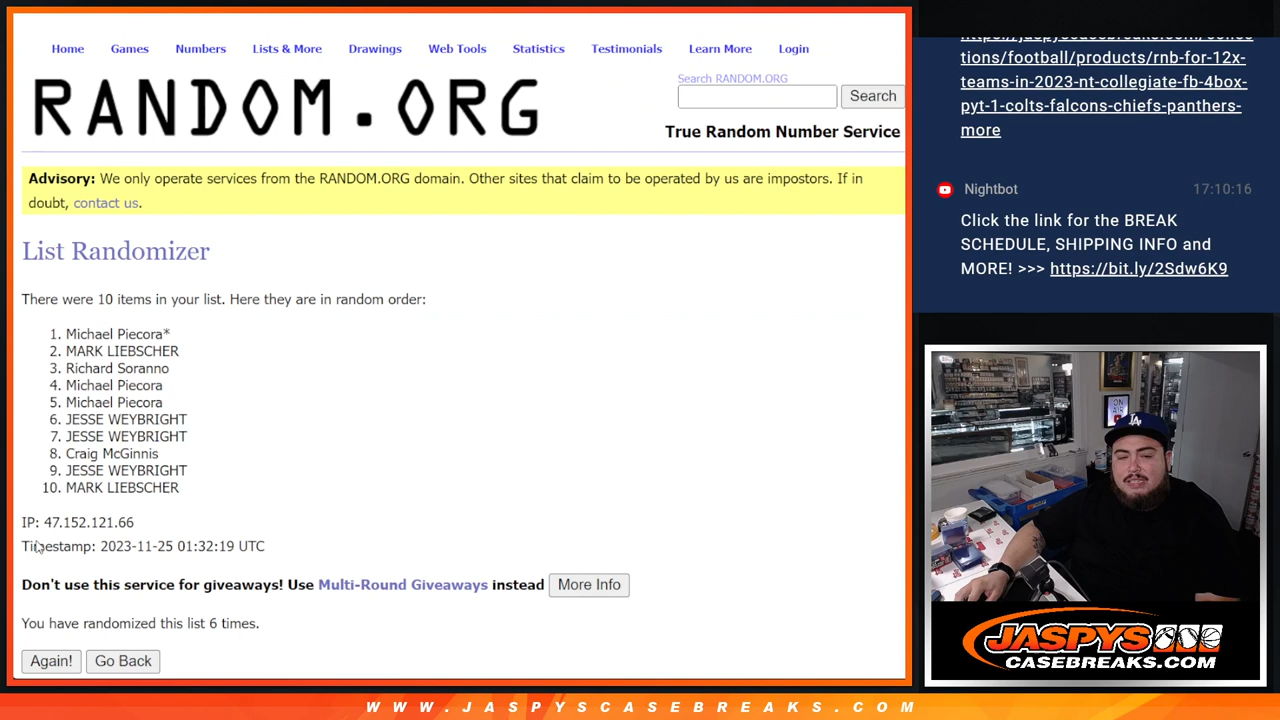 Home Games Numbers Lists & More Drawings Web Tools Statistics Testimonials Learn More Login
RANDOM.ORG
Search RANDOM.ORG
Search
True Random Number Service
Advisory: We only operate services from the RANDOM.ORG domain. Other sites that claim to be operated by us are impostors. If in
doubt, contact us.
List Randomizer
There were 10 items in your list. Here they are in random order:
1. Michael Piecora*
2. MARK LIEBSCHER
3. Richard Soranno
4. Michael Piecora
5. Michael Piecora
6. JESSE WEYBRIGHT
7. JESSE WEYBRIGHT
8. Craig McGinnis
9. JESSE WEYBRIGHT
10. MARK LIEBSCHER
IP: 47.152.121.66
Timestamp: 2023-11-25 01:32:19 UTC
Don't use this service for giveaways! Use Multi-Round Giveaways instead More Info
You have randomized this list 6 times.
Again! Go Back
tions/football/products/rnb-for-12x-
teams-in-2023-nt-collegiate-fb-4box-
pyt-1-colts-falcons-chiefs-panthers-
more
Nightbot 17:10:16
Click the link for the BREAK
SCHEDULE, SHIPPING INFO and
MORE! >>> https://bit.ly/2Sdw6K9
ON AIR
LA
JASPYS
CASEBREAKS.COM
WWW.JASPYSCASEBREAKS.COM